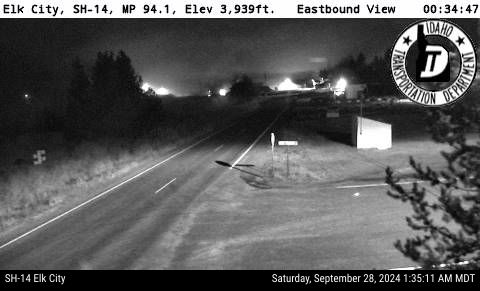 Elk City, SH-14, MP 94.1, Elev 3,939ft. Eastbound View 00:34:47
IDAHO
TRANSPORTATION DEPARTMENT
SH-14 Elk City Saturday, September 28, 2024 1:35:11 AM MDT